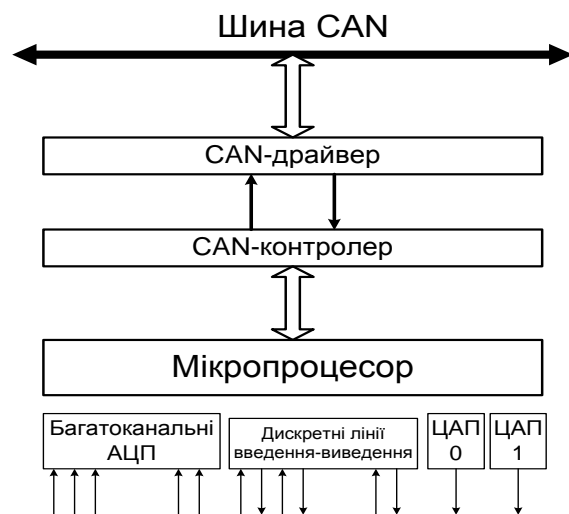 Шина CAN
CAN-драйвер
CAN-контролер
Мікропроцесор
Багатоканальні
АЦП
Дискретні лінії
введення-виведення
ЦАП
0
ЦАП
1